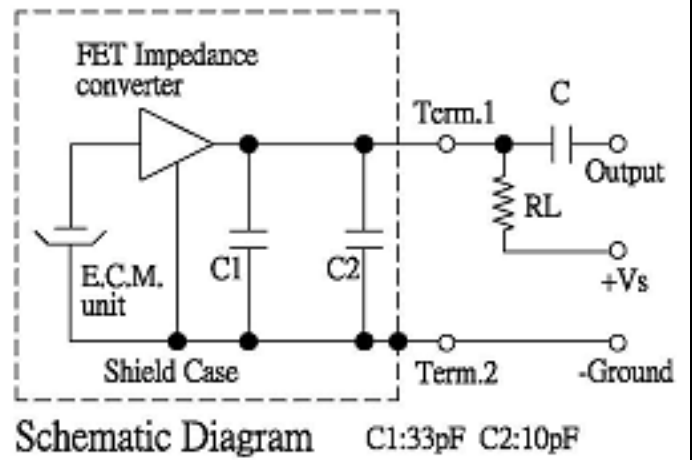 FET Impedance
converter
Term.1
C
Output
RL
+Vs
E.C.M.
unit
C1
C2
Shield Case
Term.2
-Ground
Schematic Diagram
C1:33pF C2:10pF